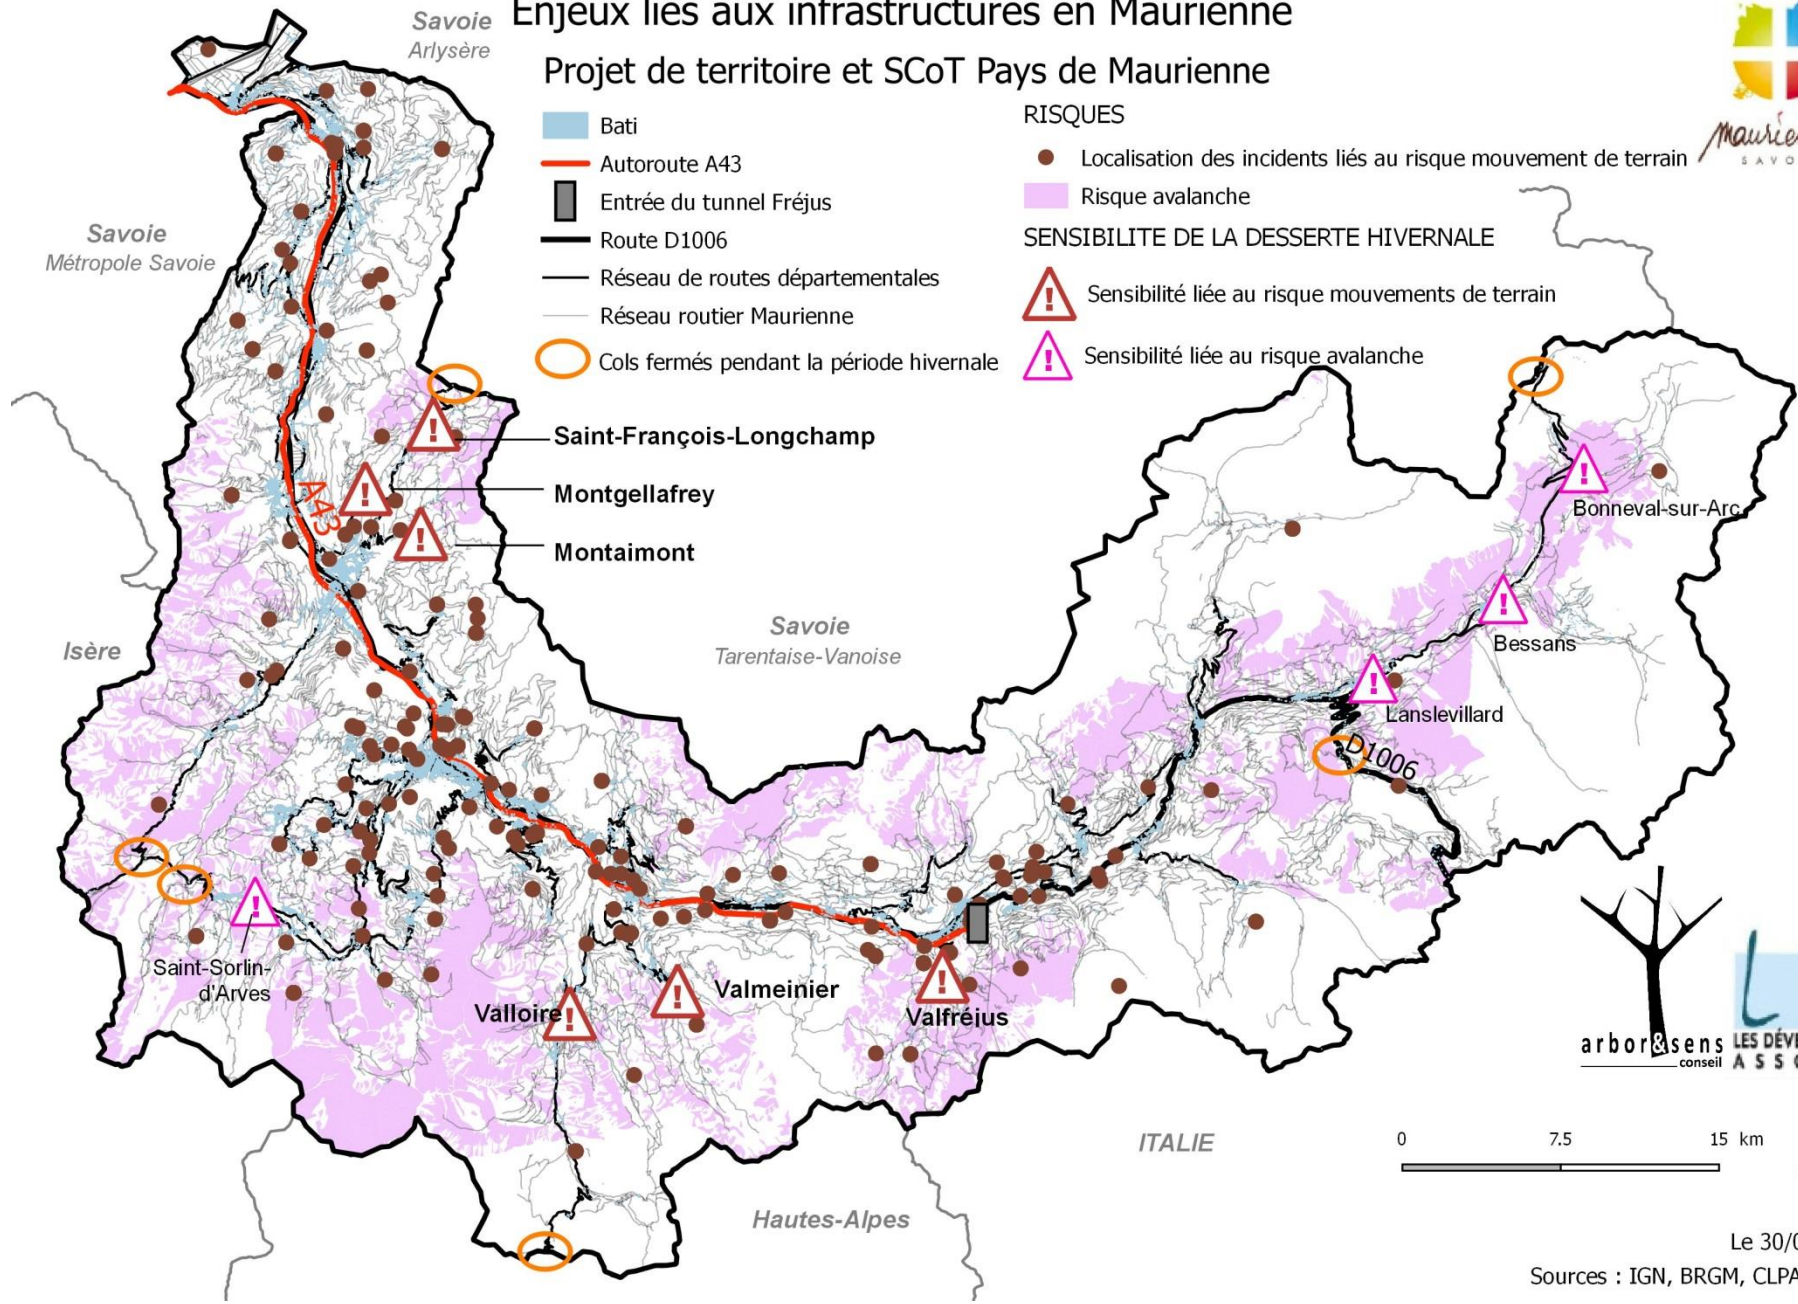 Enjeux liés aux infrastructures en Maurienne
Projet de territoire et SCoT Pays de Maurienne
Savoie
Arlysère
Bati
Autoroute A43
Entrée du tunnel Fréjus
Route D1006
Réseau de routes départementales
Réseau routier Maurienne
Cols fermés pendant la période hivernale
RISQUES
Localisation des incidents liés au risque mouvement de terrain
Risque avalanche
SENSIBILITE DE LA DESSERTE HIVERNALE
Sensibilité liée au risque mouvements de terrain
Sensibilité liée au risque avalanche
Savoie
Métropole Savoie
Saint-François-Longchamp
Montgellafrey
Montaimont
A43
Bonneval-sur-Arc
Bessans
Lanslevillard
D1006
Savoie
Tarentaise-Vanoise
Isère
Saint-Sorlin-
d'Arves
Valloire
Valmeinier
Valfréjus
ITALIE
Hautes-Alpes
arbor&sens
conseil
0 7.5 15 km
Sources : IGN, BRGM,